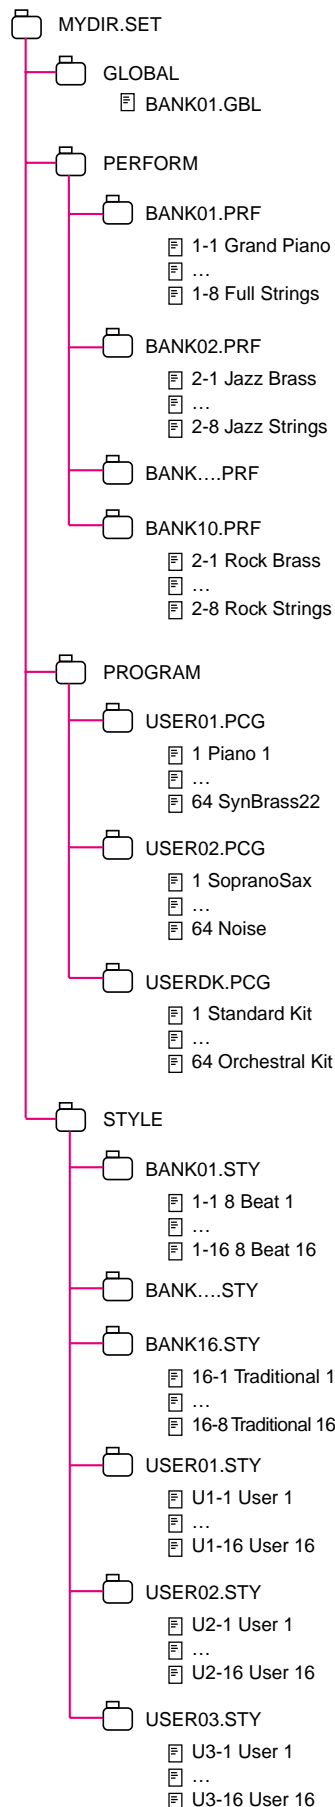 MYDIR.SET
GLOBAL
BANK01.GBL
PERFORM
BANK01.PRF
1-1 Grand Piano
…
1-8 Full Strings
BANK02.PRF
2-1 Jazz Brass
…
2-8 Jazz Strings
BANK….PRF
BANK10.PRF
2-1 Rock Brass
…
2-8 Rock Strings
PROGRAM
USER01.PCG
1 Piano 1
…
64 SynBrass22
USER02.PCG
1 SopranoSax
…
64 Noise
USERDK.PCG
1 Standard Kit
…
64 Orchestral Kit
STYLE
BANK01.STY
1-1 8 Beat 1
…
1-16 8 Beat 16
BANK….STY
BANK16.STY
16-1 Traditional 1
…
16-8 Traditional 16
USER01.STY
U1-1 User 1
…
U1-16 User 16
USER02.STY
U2-1 User 1
…
U2-16 User 16
USER03.STY
U3-1 User 1
…
U3-16 User 16